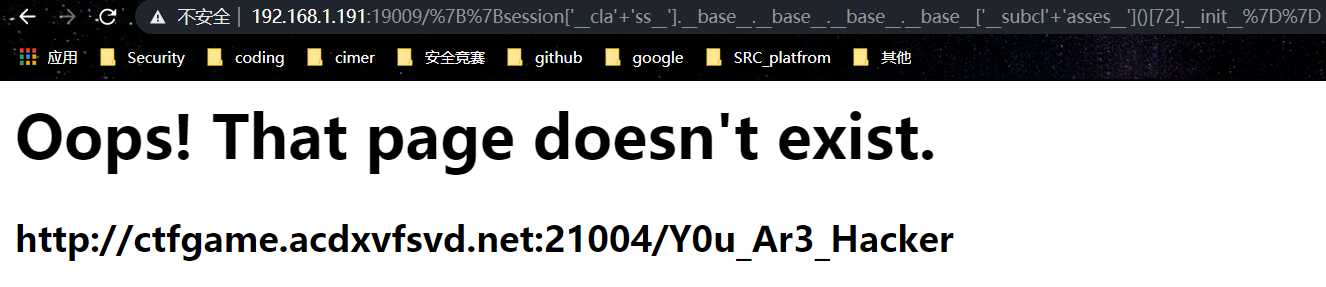 不安全 | 192.168.1.191:19009/%7B%7Bsession['__cla'+'ss__'].__base__.__base__.__base__.__base__['__subcl'+'asses__']()[72].__init__%7D%7D
应用 Security coding cimer 安全竞赛 github google SRC_platfrom 其他
Oops! That page doesn't exist.
http://ctfgame.acdxvfsvd.net:21004/Y0u_Ar3_Hacker